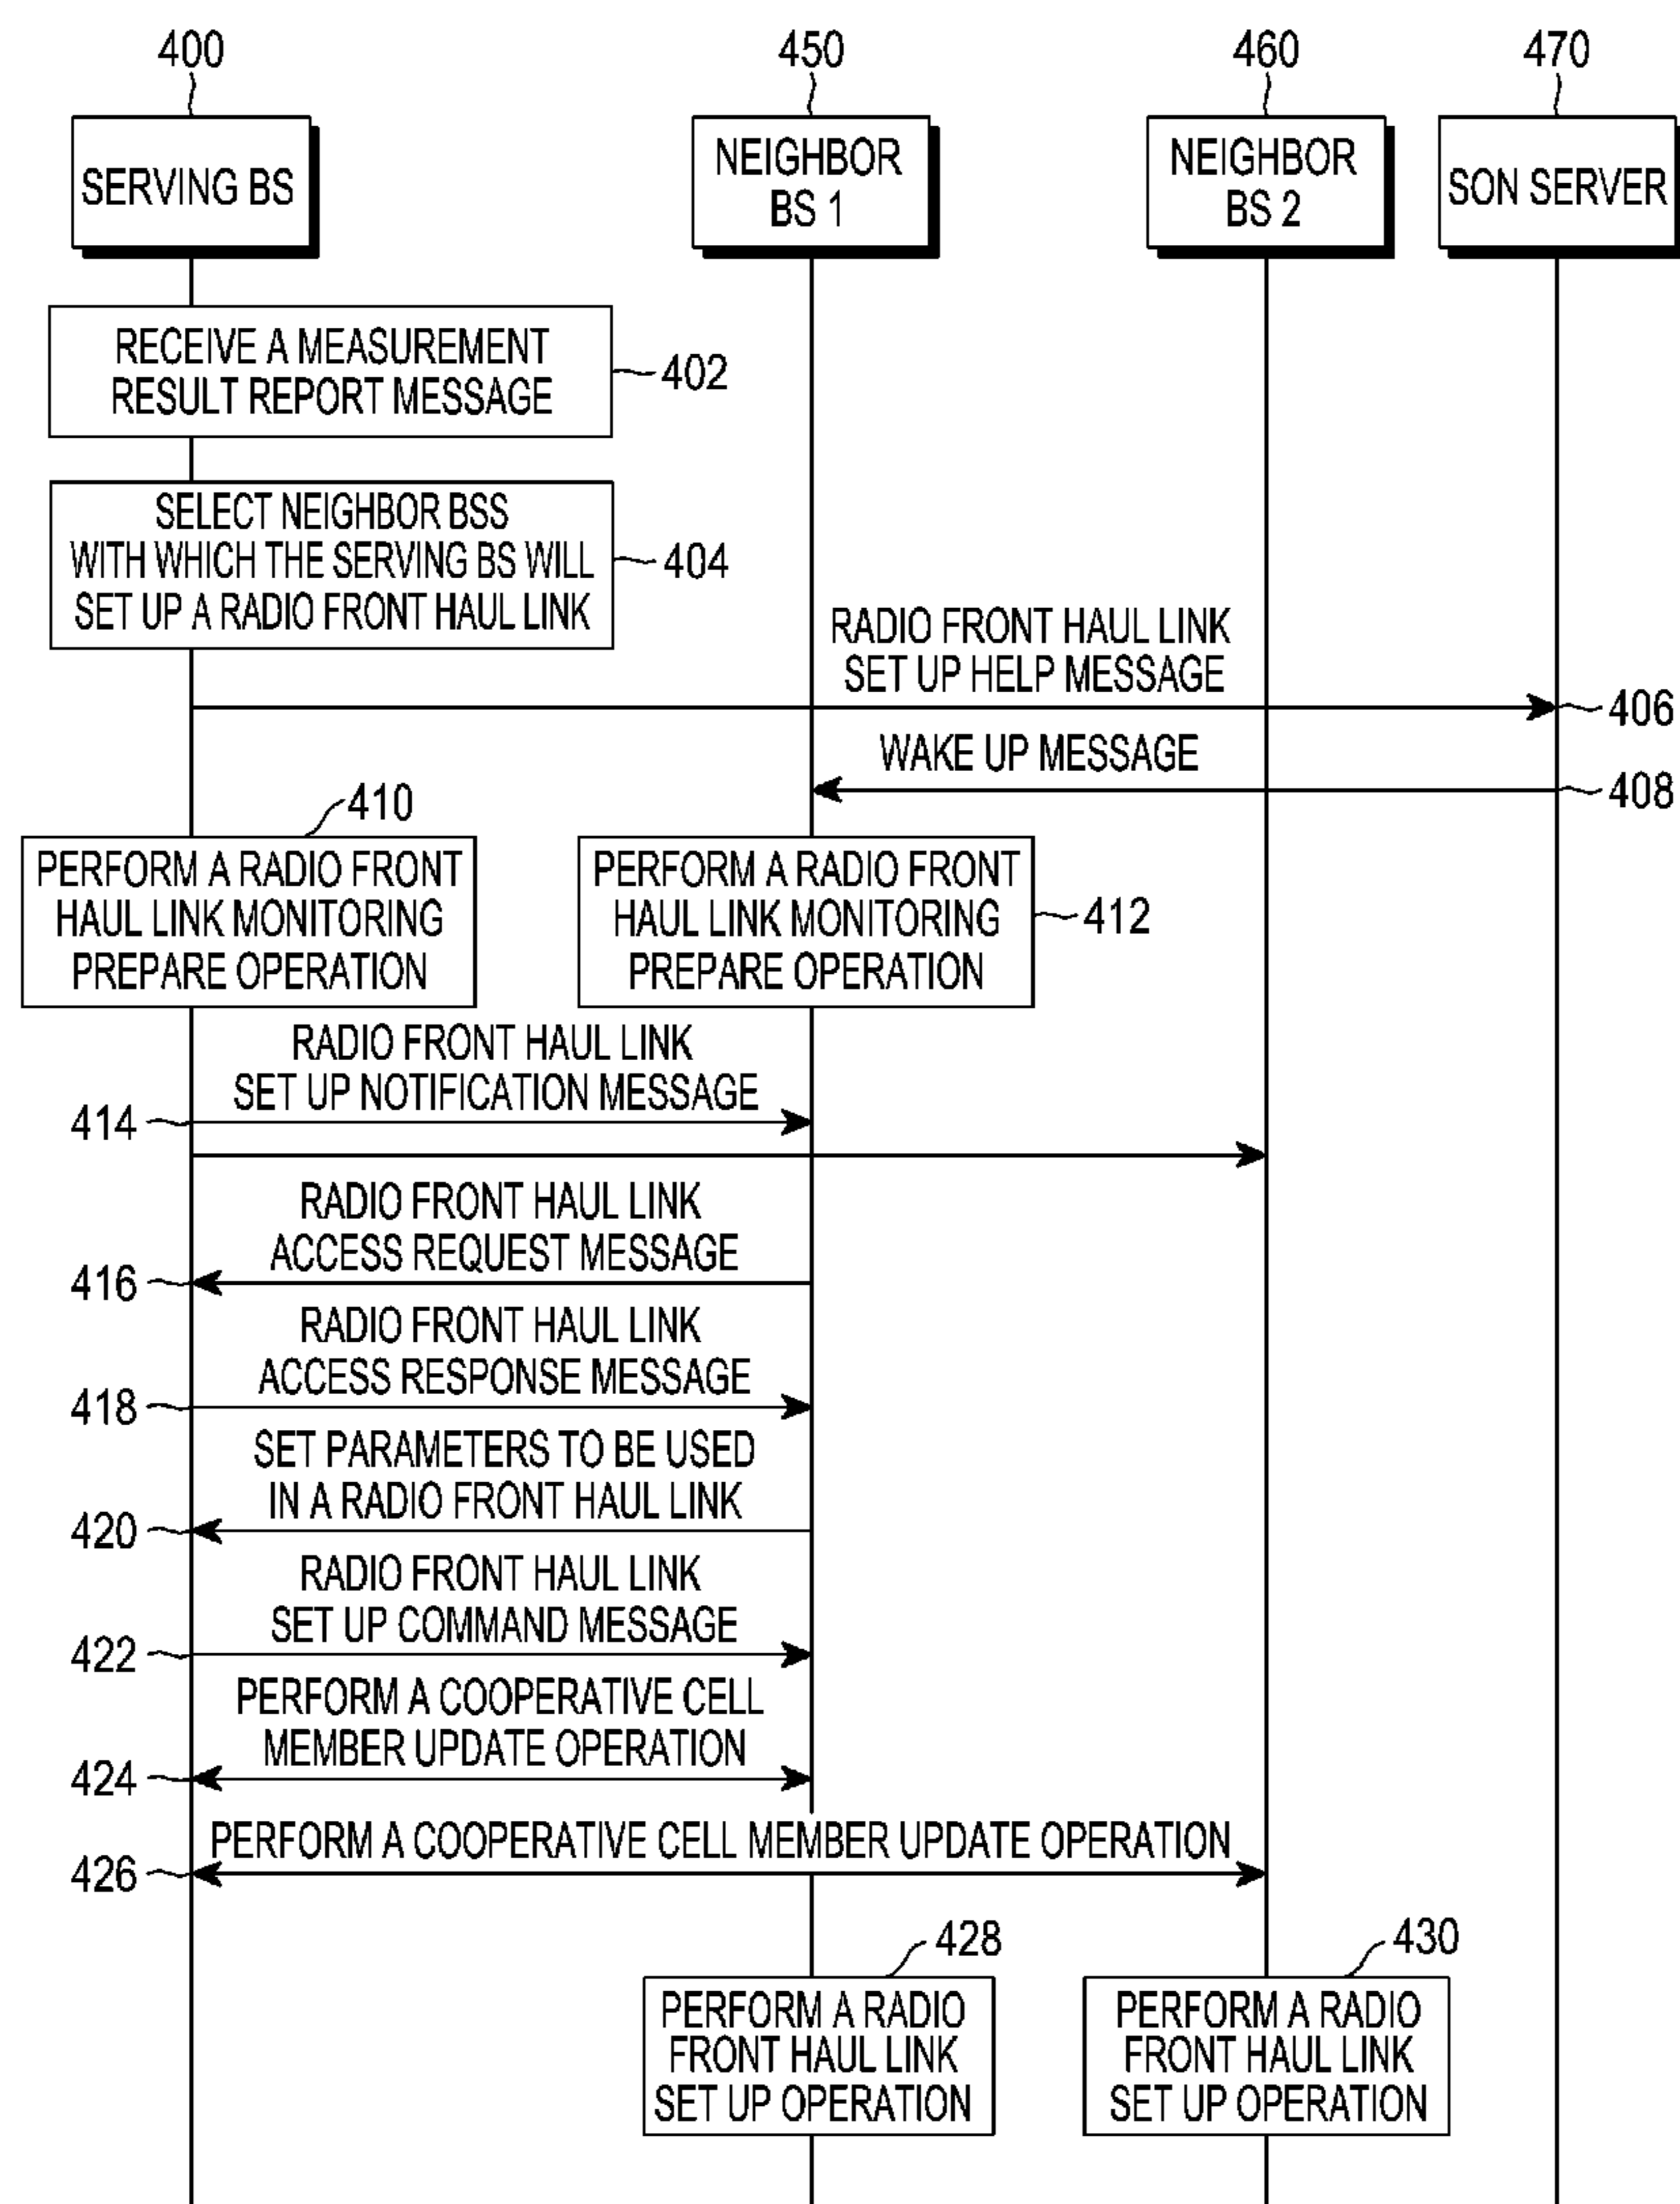 400
450
460
470
SERVING BS
NEIGHBOR
BS 1
NEIGHBOR
BS 2
SON SERVER
RECEIVE A MEASUREMENT
RESULT REPORT MESSAGE
402
SELECT NEIGHBOR BSS
WITH WHICH THE SERVING BS WILL
SET UP A RADIO FRONT HAUL LINK
404
RADIO FRONT HAUL LINK
SET UP HELP MESSAGE
406
WAKE UP MESSAGE
408
410
PERFORM A RADIO FRONT
HAUL LINK MONITORING
PREPARE OPERATION
PERFORM A RADIO FRONT
HAUL LINK MONITORING
PREPARE OPERATION
412
RADIO FRONT HAUL LINK
SET UP NOTIFICATION MESSAGE
414
RADIO FRONT HAUL LINK
ACCESS REQUEST MESSAGE
416
RADIO FRONT HAUL LINK
ACCESS RESPONSE MESSAGE
418
SET PARAMETERS TO BE USED
IN A RADIO FRONT HAUL LINK
420
RADIO FRONT HAUL LINK
SET UP COMMAND MESSAGE
422
PERFORM A COOPERATIVE CELL
MEMBER UPDATE OPERATION
424
PERFORM A COOPERATIVE CELL MEMBER UPDATE OPERATION
426
428
430
PERFORM A RADIO
FRONT HAUL LINK
SET UP OPERATION
PERFORM A RADIO
FRONT HAUL LINK
SET UP OPERATION